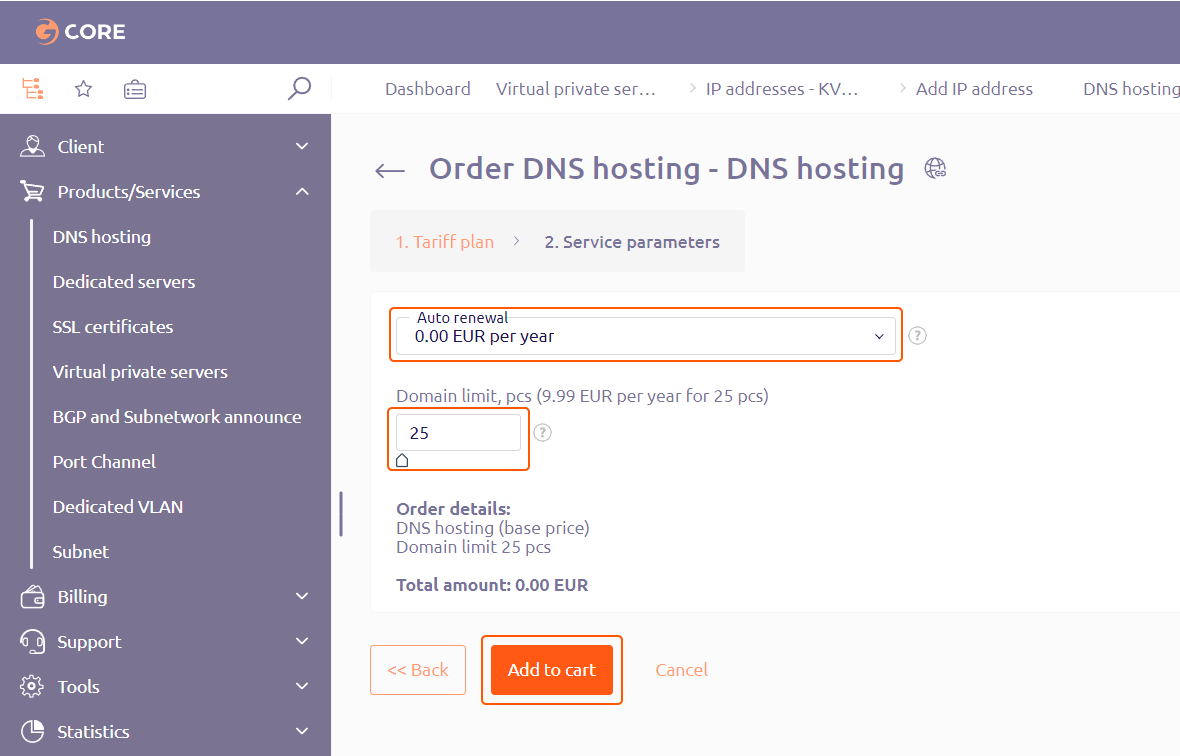 CORE
Dashboard
Virtual private ser...
IP addresses - KV...
Add IP address
DNS hosting
Client
Products/Services
DNS hosting
Dedicated servers
SSL certificates
Virtual private servers
BGP and Subnetwork announce
Port Channel
Dedicated VLAN
Subnet
Billing
Support
Tools
Statistics
Order DNS hosting - DNS hosting
1. Tariff plan
2. Service parameters
Auto renewal
0.00 EUR per year
?
Domain limit, pcs (9.99 EUR per year for 25 pcs)
25
?
Order details:
DNS hosting (base price)
Domain limit 25 pcs
Total amount: 0.00 EUR
<< Back
Add to cart
Cancel